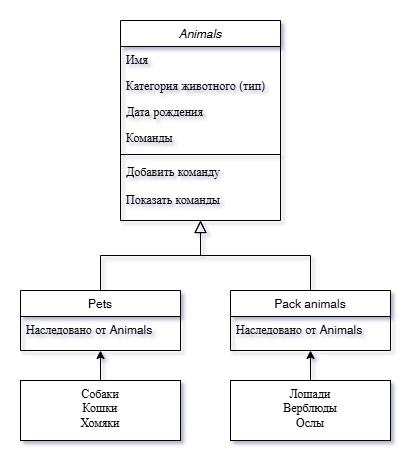 Animals
Имя
Категория животного (тип)
Дата рождения
Команды
Добавить команду
Показать команды
Pets
Наследовано от Animals
Pack animals
Наследовано от Animals
Собаки
Кошки
Хомяки
Лошади
Верблюды
Ослы